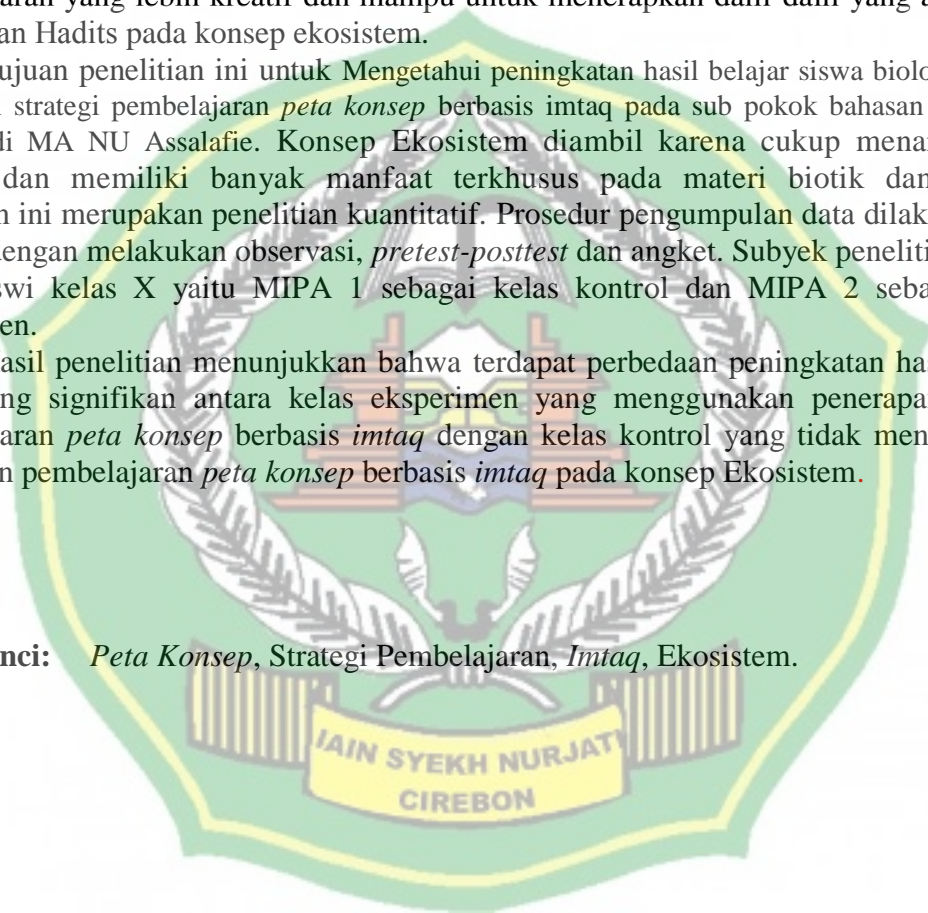 aran yang lebih kreatif dan mampu untuk menerapkan dalil dalil yang a
an Hadits pada konsep ekosistem.
ujuan penelitian ini untuk Mengetahui peningkatan hasil belajar siswa biolo
strategi pembelajaran peta konsep berbasis imtaq pada sub pokok bahasan
di MA NU Assalafie. Konsep Ekosistem diambil karena cukup mena
dan memiliki banyak manfaat terkhusus pada materi biotik dan
n ini merupakan penelitian kuantitatif. Prosedur pengumpulan data dilak
dengan melakukan observasi, pretest-posttest dan angket. Subyek peneliti
swi kelas X yaitu MIPA 1 sebagai kelas kontrol dan MIPA 2 seba
en.
asil penelitian menunjukkan bahwa terdapat perbedaan peningkatan has
ng signifikan antara kelas eksperimen yang menggunakan penerapa
aran peta konsep berbasis imtaq dengan kelas kontrol yang tidak men
n pembelajaran peta konsep berbasis imtaq pada konsep Ekosistem.
nci: Peta Konsep, Strategi Pembelajaran, Imtaq, Ekosistem.
IAIN SYEKH NURJATI
CIREBON